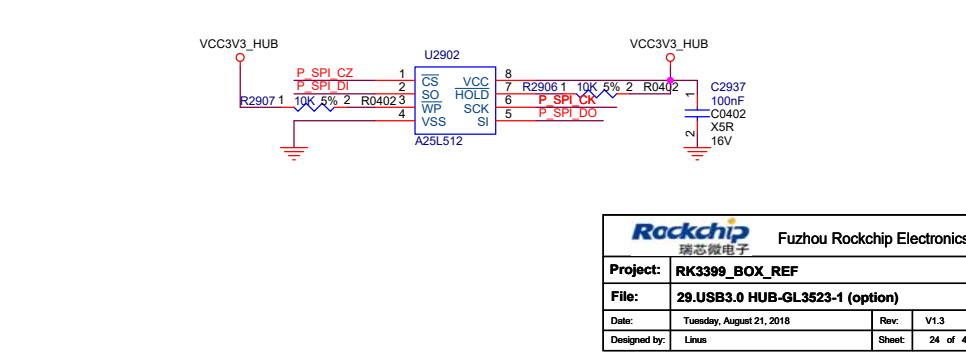 VCC3V3_HUB
VCC3V3_HUB
U2902
P_SPI_CZ 1 CS VCC 8
P_SPI_DI 2 SO HOLD 7 R2906 1 10K 5% 2 R0402
R2907 1 10K 5% 2 R0402 3 WP SCK 6 P_SPI_CK
4 VSS SI 5 P_SPI_DO
A25L512
1 C2937
100nF
C0402
X5R
2 16V
Rockchip
瑞芯微电子
Fuzhou Rockchip Electronics
Project: RK3399_BOX_REF
File: 29.USB3.0 HUB-GL3523-1 (option)
Date: Tuesday, August 21, 2018 Rev: V1.3
Designed by: Linus Sheet: 24 of 4